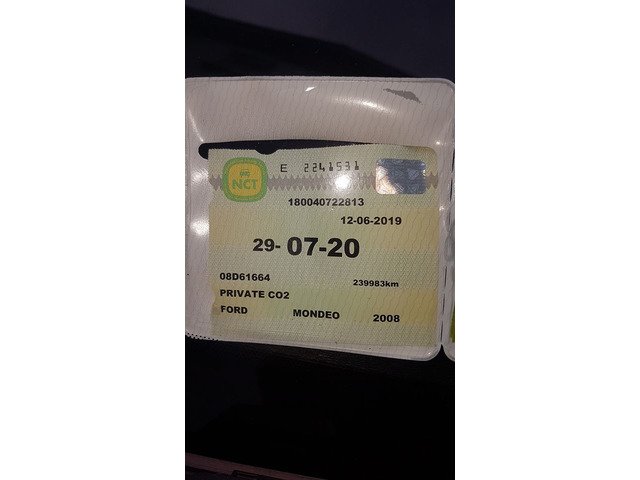 E 2241531
NCT
180040722813
12-06-2019
29-07-20
08D61664
239983km
PRIVATE CO2
FORD MONDEO 2008